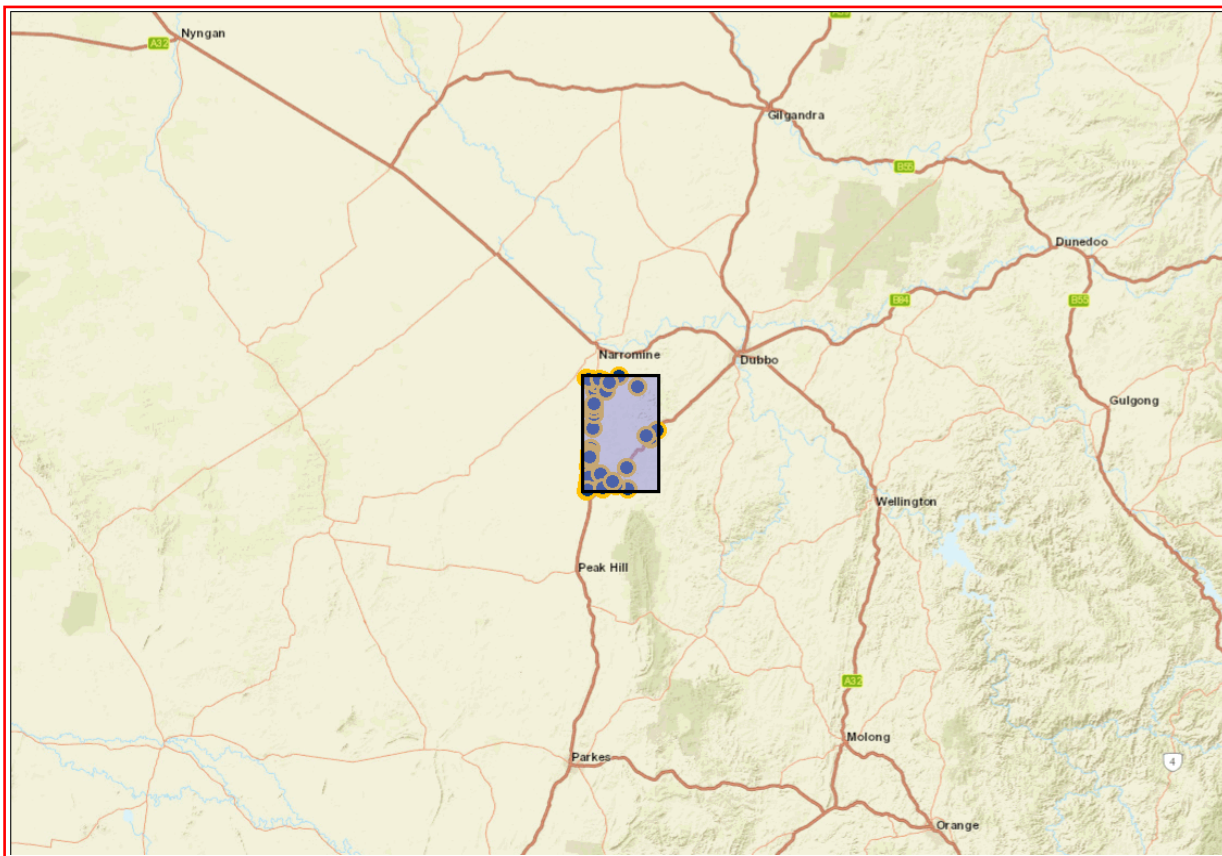 Nyngan
A32
Gilgandra
B55
Dunedoo
B84
B55
Narromine
Dubbo
Gulgong
Wellington
Peak Hill
A32
Molong
Parkes
4
Orange